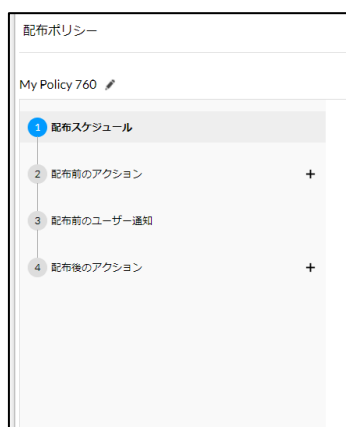 配布ポリシー
My Policy 760
1 配布スケジュール
2 配布前のアクション +
3 配布前のユーザー通知
4 配布後のアクション +